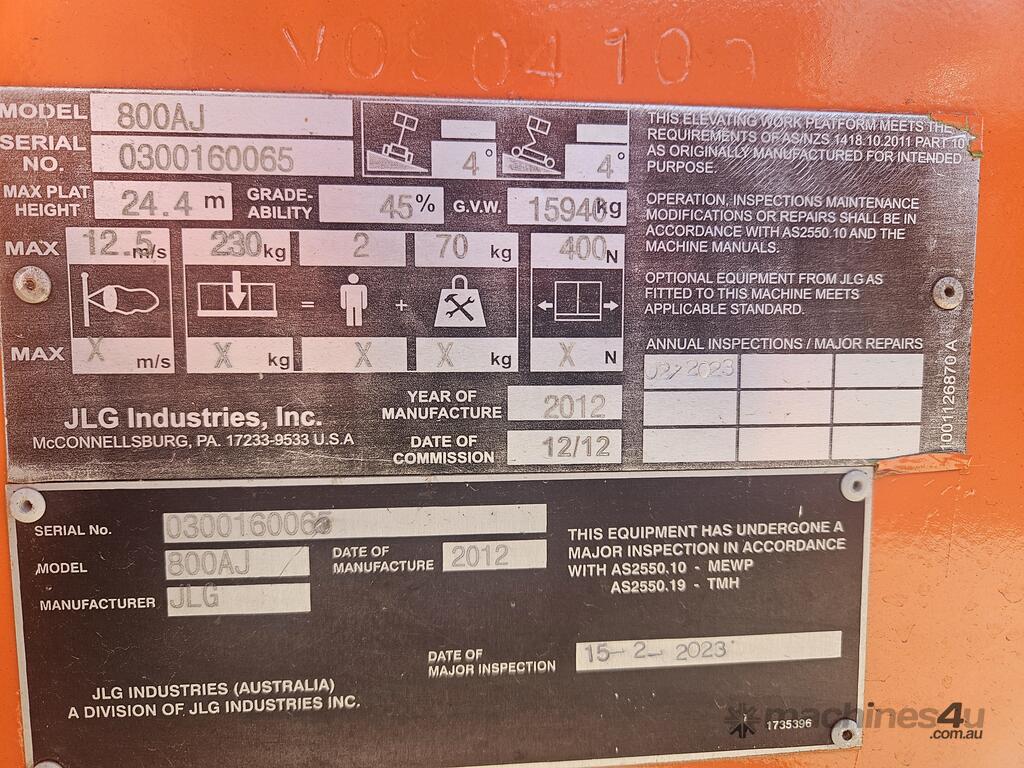 V0904105
MODEL 800AJ
SERIAL NO. 0300160065
4° 4°
MAX PLAT HEIGHT 24.4 m GRADE-ABILITY 45% G.V.W. 15940kg
MAX 12.5 m/s 230kg 2 70 kg 400N
= +
MAX X m/s X kg X X kg X N
JLG Industries, Inc.
McCONNELLSBURG, PA. 17233-9533 U.S.A
YEAR OF MANUFACTURE 2012
DATE OF COMMISSION 12/12
THIS ELEVATING WORK PLATFORM MEETS THE
REQUIREMENTS OF AS/NZS 1418.10.2011 PART 10
AS ORIGINALLY MANUFACTURED FOR INTENDED
PURPOSE.
OPERATION, INSPECTIONS MAINTENANCE
MODIFICATIONS OR REPAIRS SHALL BE IN
ACCORDANCE WITH AS2550.10 AND THE
MACHINE MANUALS.
OPTIONAL EQUIPMENT FROM JLG AS
FITTED TO THIS MACHINE MEETS
APPLICABLE STANDARD.
ANNUAL INSPECTIONS / MAJOR REPAIRS
2023
1001126870 A
SERIAL No. 0300160065
MODEL 800AJ DATE OF MANUFACTURE 2012
MANUFACTURER JLG
THIS EQUIPMENT HAS UNDERGONE A
MAJOR INSPECTION IN ACCORDANCE
WITH AS2550.10 - MEWP
AS2550.19 - TMH
DATE OF MAJOR INSPECTION 15-2-2023
JLG INDUSTRIES (AUSTRALIA)
A DIVISION OF JLG INDUSTRIES INC.
1735396
machines4u
.com.au